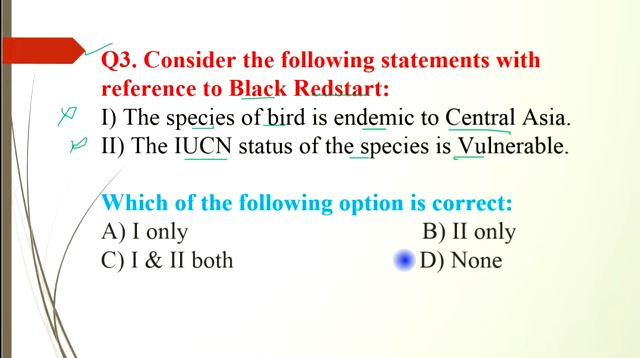 Q3. Consider the following statements with
reference to Black Redstart:
I) The species of bird is endemic to Central Asia.
II) The IUCN status of the species is Vulnerable.
Which of the following option is correct:
A) I only B) II only
C) I & II both D) None